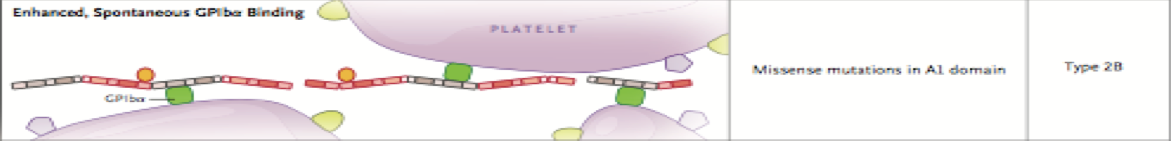 Enhanced, Spontaneous GPIbα Binding
PLATELET
GPIbα
Missense mutations in A1 domain
Type 2B